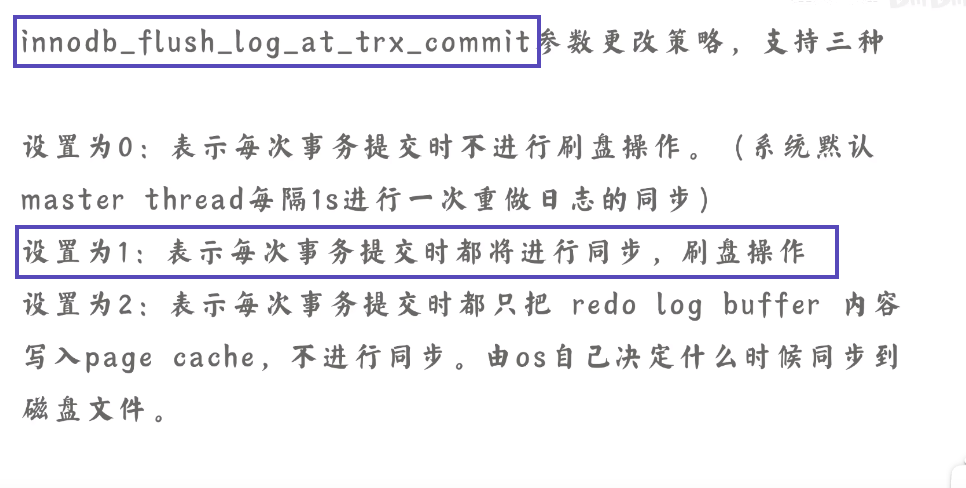 innodb_flush_log_at_trx_commit参数更改策略，支持三种
设置为0：表示每次事务提交时不进行刷盘操作。（系统默认
master thread每隔1s进行一次重做日志的同步）
设置为1：表示每次事务提交时都将进行同步，刷盘操作
设置为2：表示每次事务提交时都只把 redo log buffer 内容
写入page cache，不进行同步。由os自己决定什么时候同步到
磁盘文件。